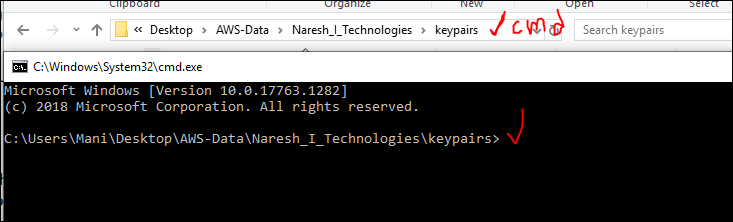 Clipboard Organize New Open Select
Desktop > AWS-Data > Naresh_I_Technologies > keypairs cmd Search keypairs
C:\Windows\System32\cmd.exe
Microsoft Windows [Version 10.0.17763.1282]
(c) 2018 Microsoft Corporation. All rights reserved.
C:\Users\Mani\Desktop\AWS-Data\Naresh_I_Technologies\keypairs>